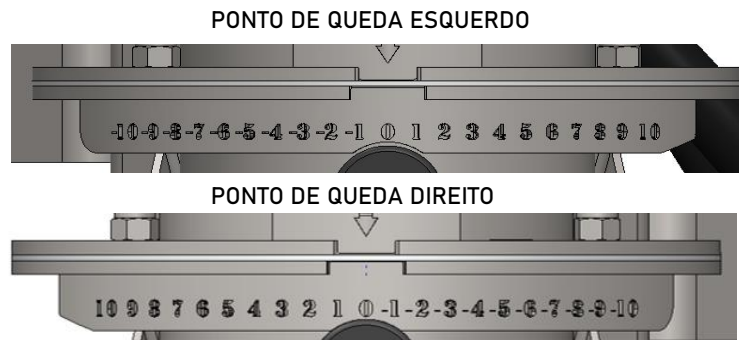 PONTO DE QUEDA ESQUERDO
-10-9-8-7-6-5-4-3-2-1 0 1 2 3 4 5 6 7 8 9 10
PONTO DE QUEDA DIREITO
10 9 8 7 6 5 4 3 2 1 0-1-2-3-4-5-6-7-8-9-10